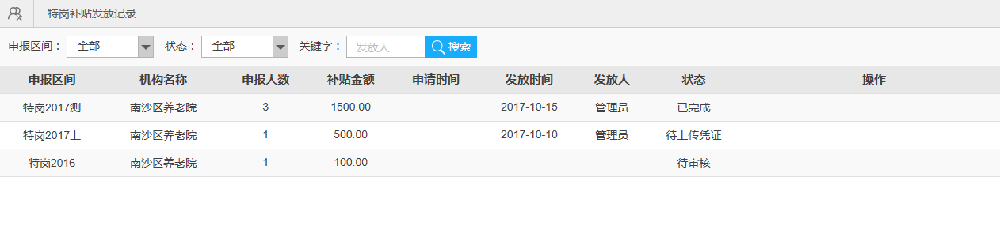 特岗补贴发放记录
申报区间： 全部 状态： 全部 关键字： 发放人 搜索
申报区间 机构名称 申报人数 补贴金额 申请时间 发放时间 发放人 状态 操作
特岗2017测 南沙区养老院 3 1500.00 2017-10-15 管理员 已完成
特岗2017上 南沙区养老院 1 500.00 2017-10-10 管理员 待上传凭证
特岗2016 南沙区养老院 1 100.00 待审核